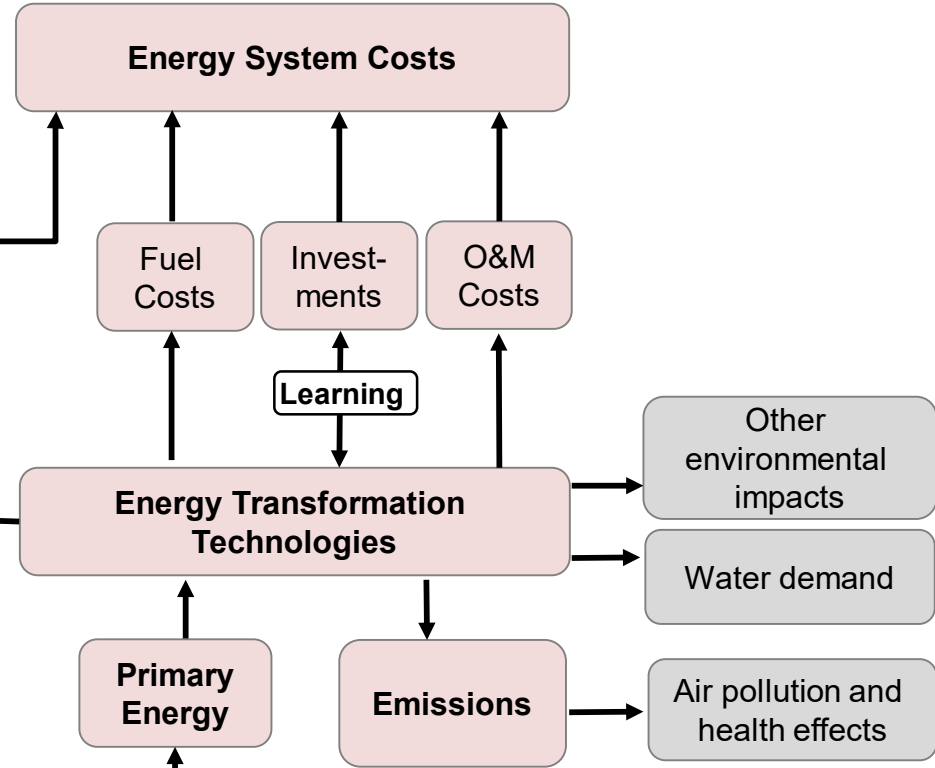 Energy System Costs
Fuel
Costs
Invest-
ments
O&M
Costs
Learning
Energy Transformation
Technologies
Other
environmental
impacts
Water demand
Primary
Energy
Emissions
Air pollution and
health effects